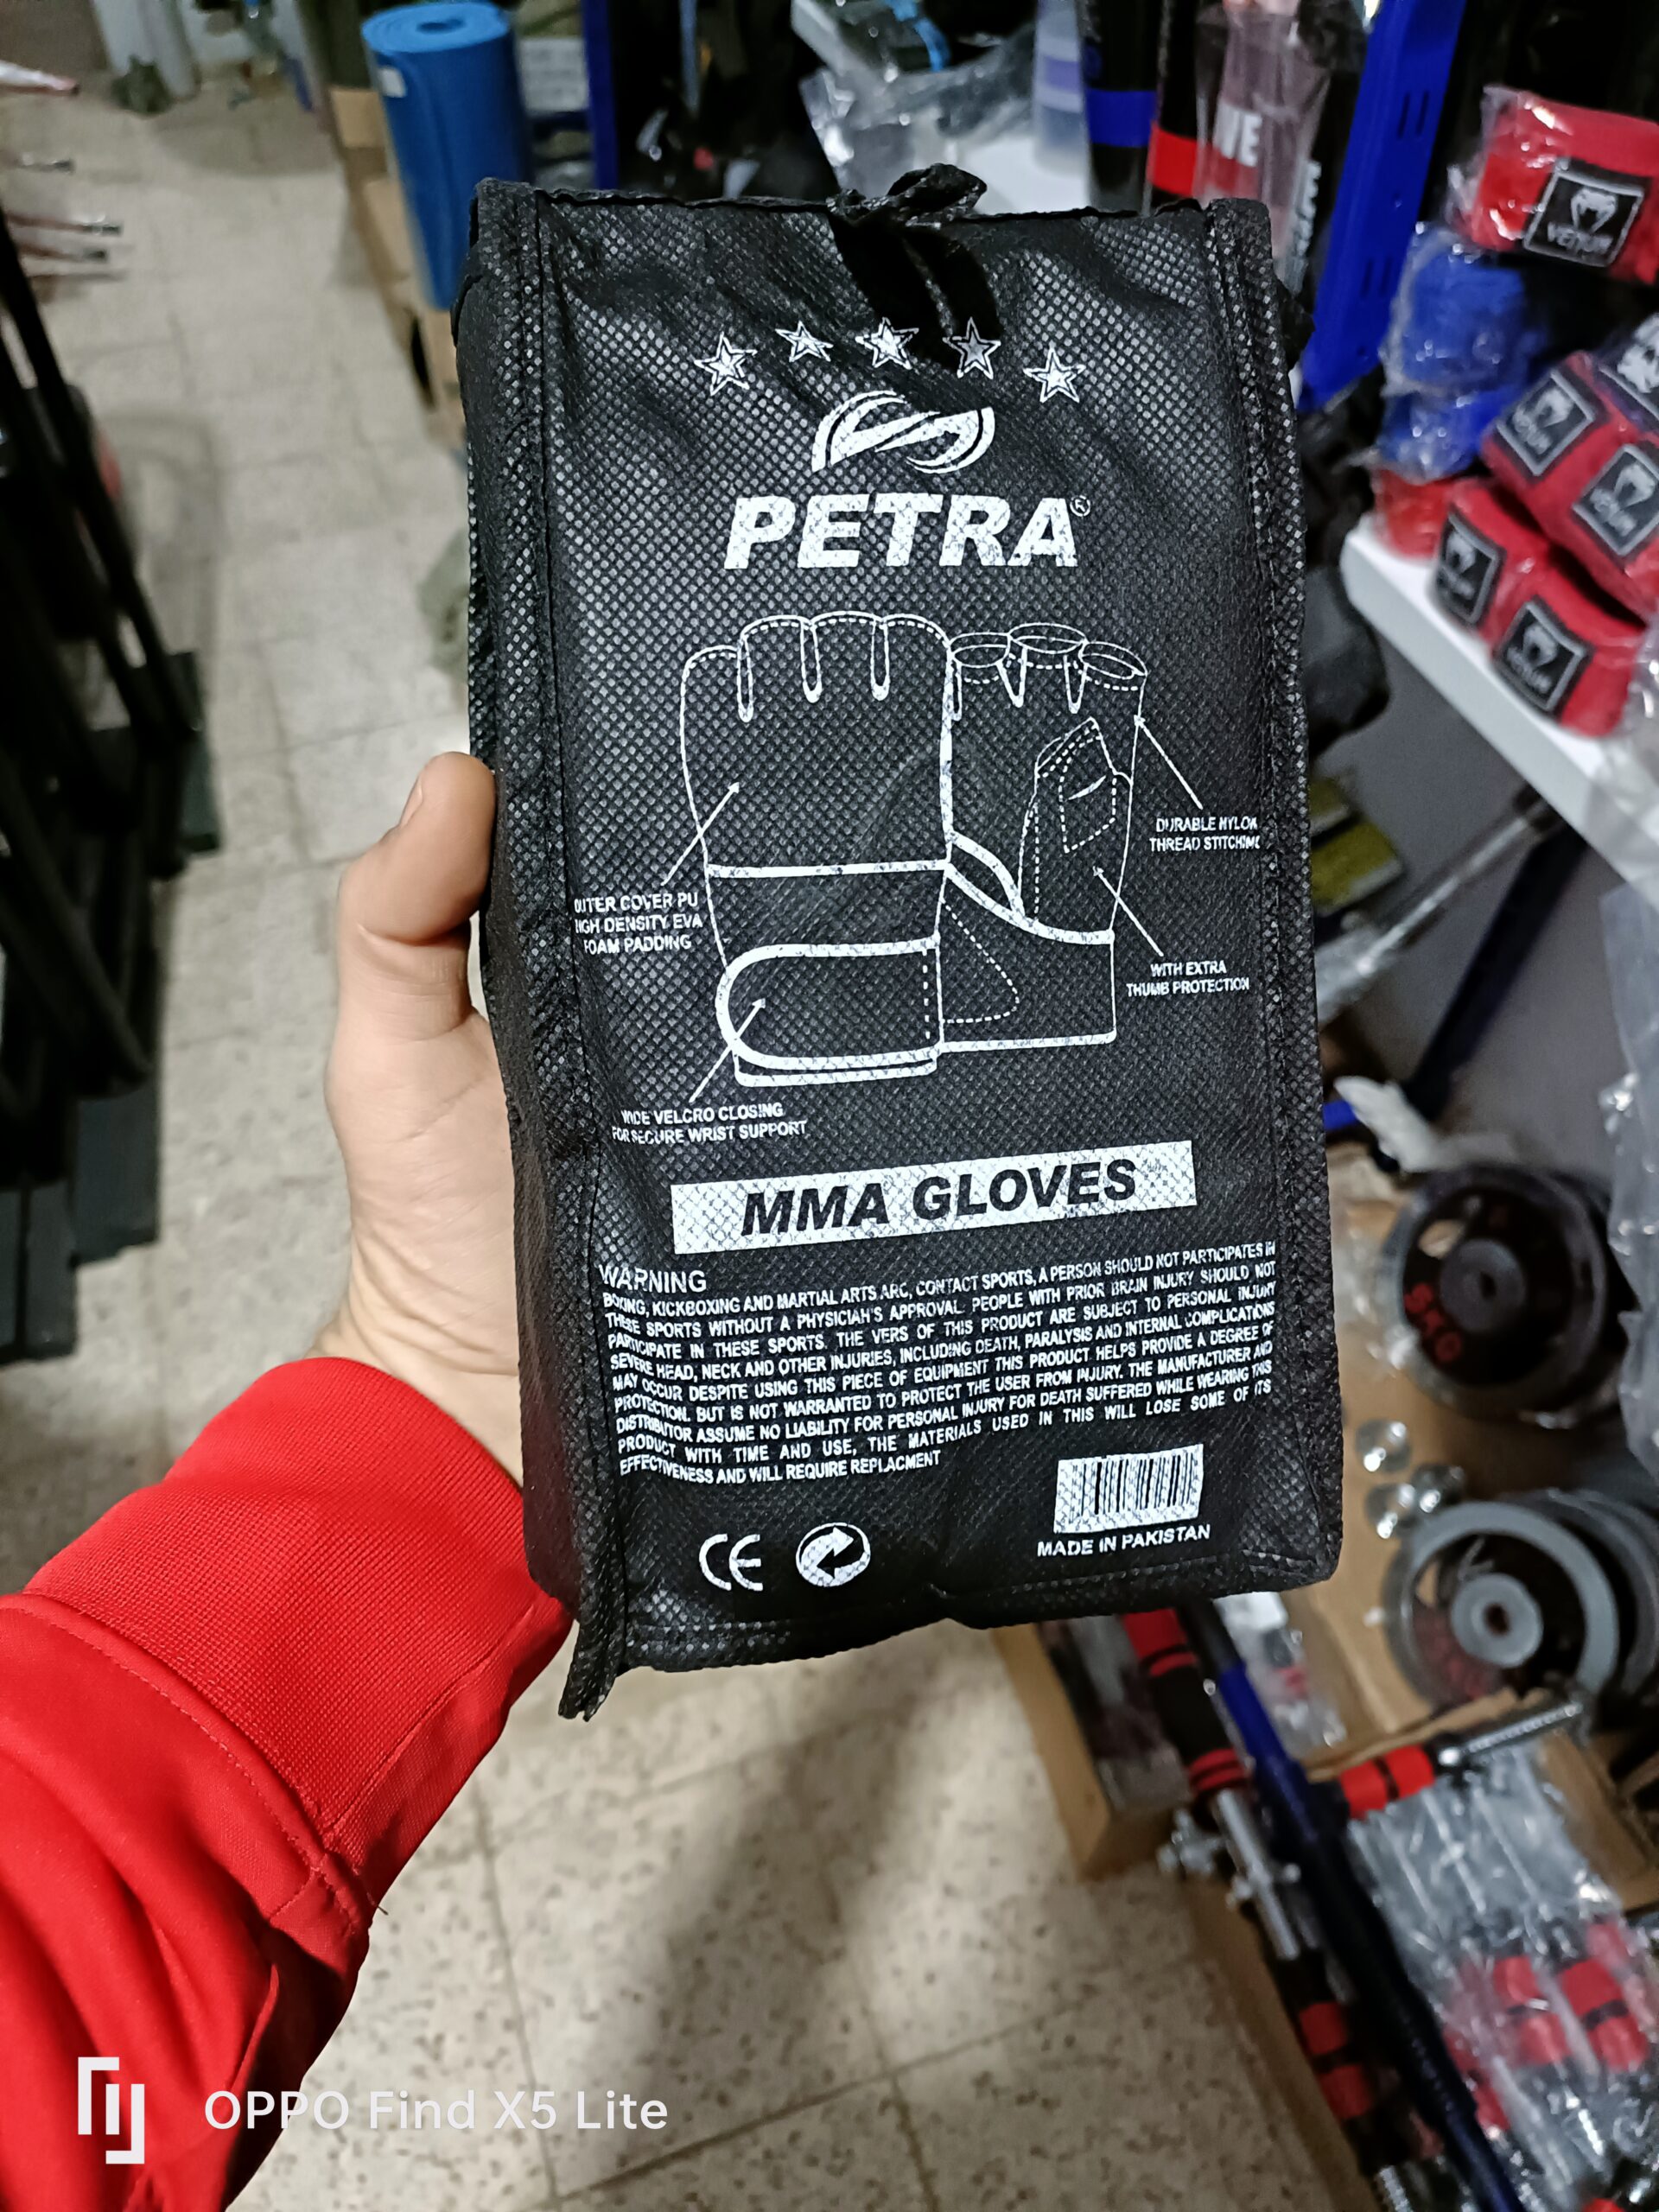 PETRA®
DURABLE NYLON
THREAD STITCHING
OUTER COVER PU
HIGH DENSITY EVA
FOAM PADDING
WITH EXTRA
THUMB PROTECTION
WIDE VELCRO CLOSING
FOR SECURE WRIST SUPPORT
MMA GLOVES
WARNING
BOXING, KICKBOXING AND MARTIAL ARTS ARC, CONTACT SPORTS, A PERSON SHOULD NOT PARTICIPATES IN
THESE SPORTS WITHOUT A PHYSICIAH'S APPROVAL. PEOPLE WITH PRIOR BRAIN INJURY SHOULD NOT
PARTICIPATE IN THESE SPORTS. THE VERS OF THIS PRODUCT ARE SUBJECT TO PERSONAL INJURY
SEVERE HEAD, NECK AND OTHER INJURIES, INCLUDING DEATH, PARALYSIS AND INTERNAL COMPLICATIONS
MAY OCCUR DESPITE USING THIS PIECE OF EQUIPMENT THIS PRODUCT HELPS PROVIDE A DEGREE OF
PROTECTION. BUT IS NOT WARRANTED TO PROTECT THE USER FROM INJURY. THE MANUFACTURER AND
DISTRIBUTOR ASSUME NO LIABILITY FOR PERSONAL INJURY FOR DEATH SUFFERED WHILE WEARING THIS
PRODUCT WITH TIME AND USE, THE MATERIALS USED IN THIS WILL LOSE SOME OF ITS
EFFECTIVENESS AND WILL REQUIRE REPLACMENT
CE
MADE IN PAKISTAN
VENUM
VENUM
VENUM
VENUM
VENUM
OPPO Find X5 Lite